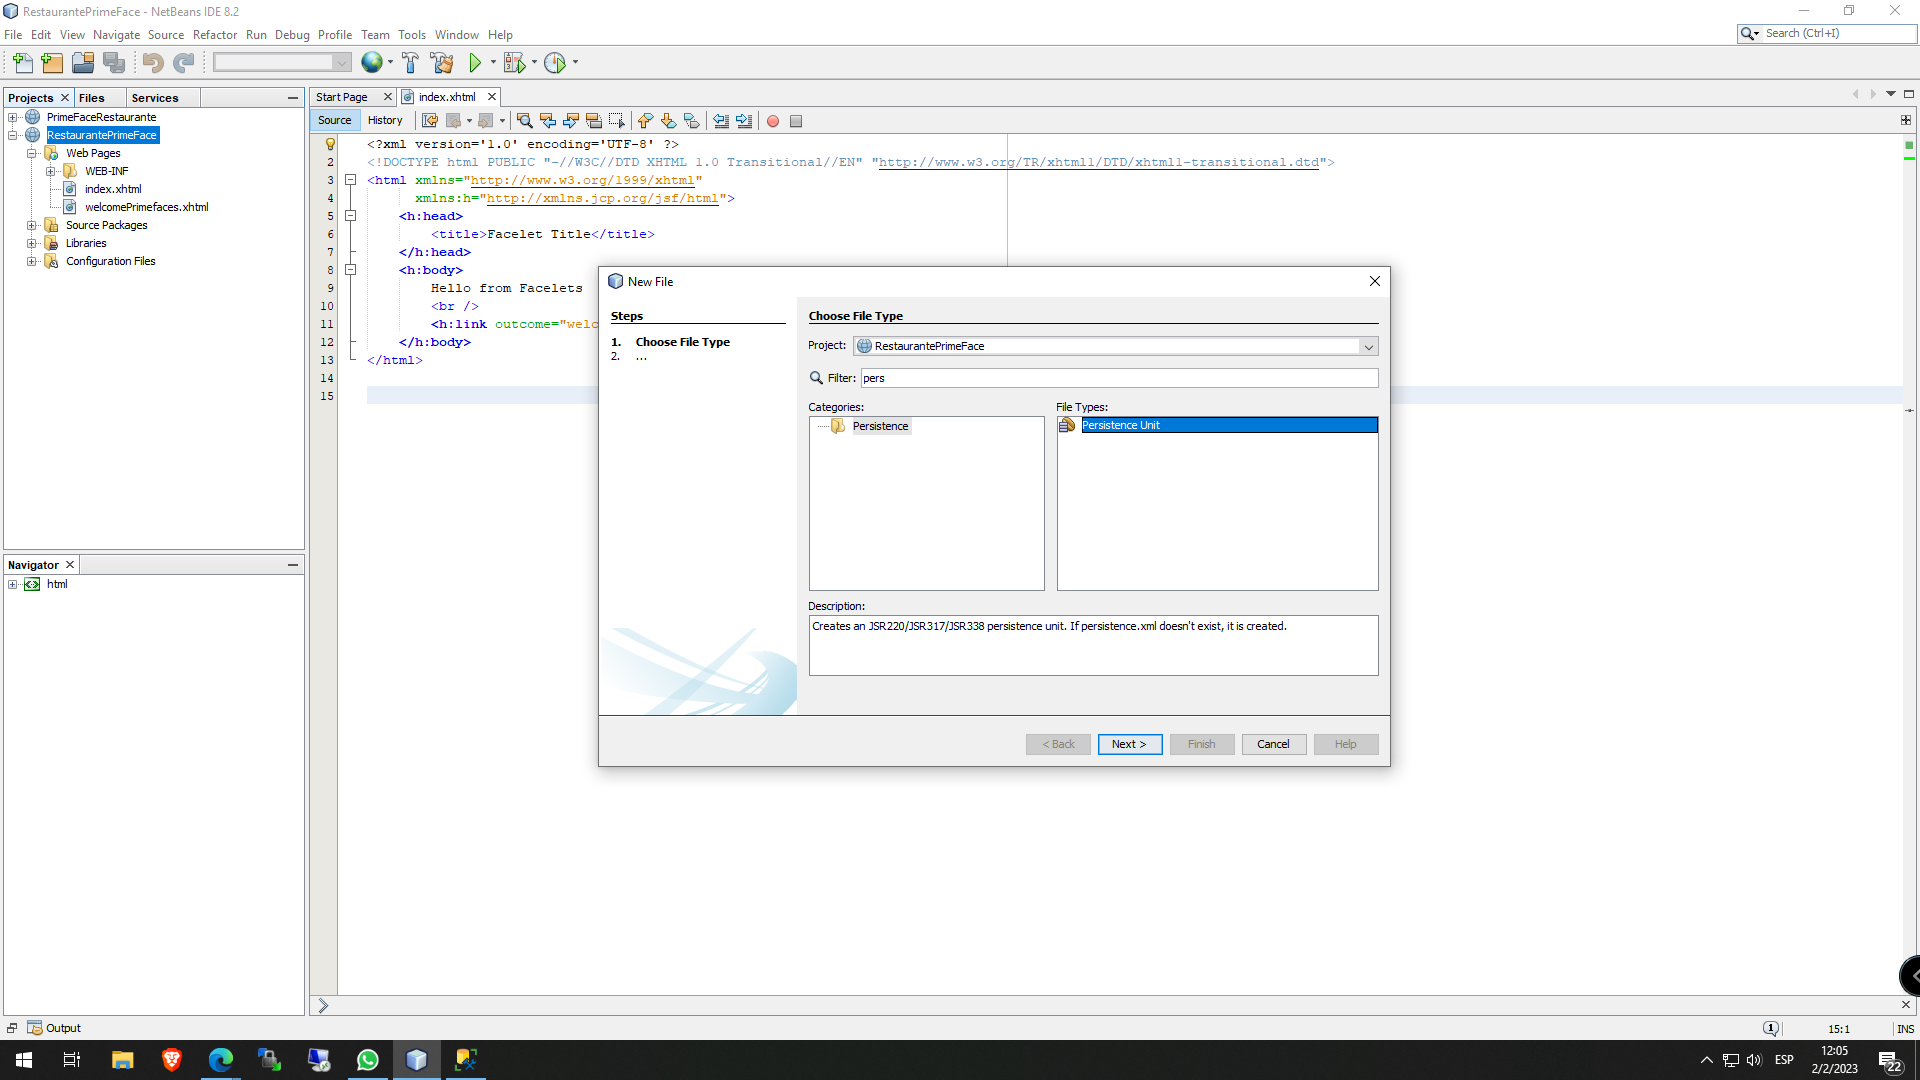 RestaurantePrimeFace - NetBeans IDE 8.2
File Edit View Navigate Source Refactor Run Debug Profile Team Tools Window Help
Search (Ctrl+I)
Projects Files Services
PrimeFaceRestaurante
RestaurantePrimeFace
Web Pages
WEB-INF
index.xhtml
welcomePrimefaces.xhtml
Source Packages
Libraries
Configuration Files
Navigator
html
Start Page index.xhtml
Source History
1 <?xml version='1.0' encoding='UTF-8' ?>
2 <!DOCTYPE html PUBLIC "-//W3C//DTD XHTML 1.0 Transitional//EN" "http://www.w3.org/TR/xhtml1/DTD/xhtml1-transitional.dtd">
3 <html xmlns="http://www.w3.org/1999/xhtml"
4 xmlns:h="http://xmlns.jcp.org/jsf/html">
5 <h:head>
6 <title>Facelet Title</title>
7 </h:head>
8 <h:body>
9 Hello from Facelets
10 <br />
11 <h:link outcome="welc
12 </h:body>
13 </html>
14
15
New File
Steps
1. Choose File Type
2. ...
Choose File Type
Project: RestaurantePrimeFace
Filter: pers
Categories:
Persistence
File Types:
Persistence Unit
Description:
Creates an JSR220/JSR317/JSR338 persistence unit. If persistence.xml doesn't exist, it is created.
< Back Next > Finish Cancel Help
Output
1
15:1
INS
ESP
12:05
2/2/2023
22